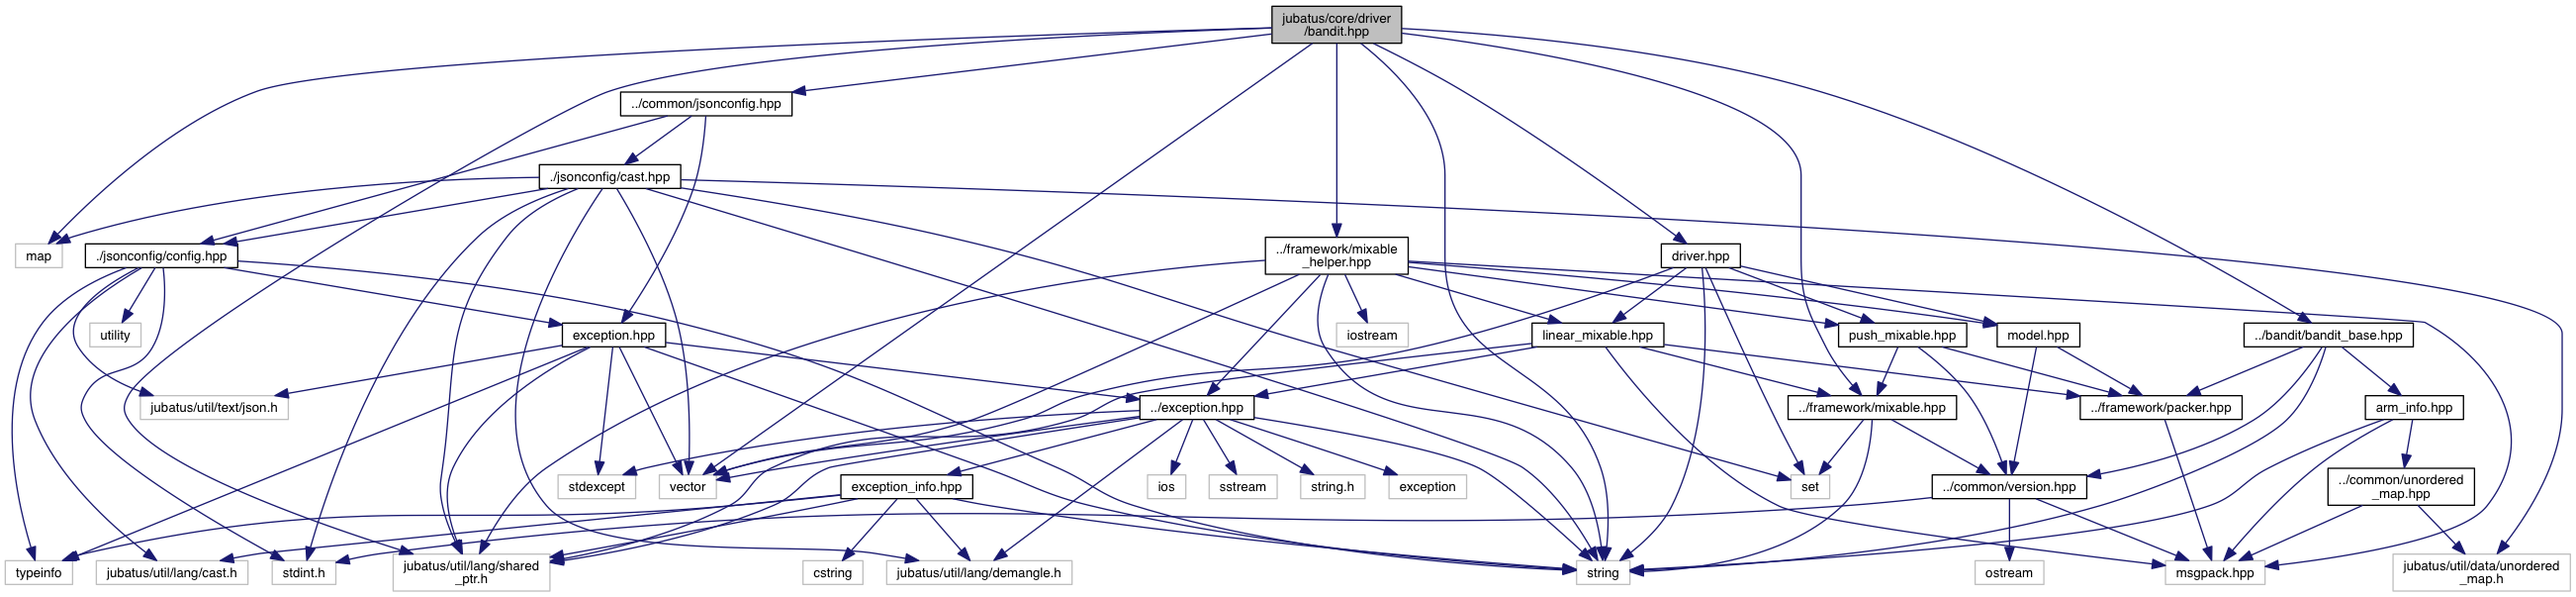 jubatus/core/driver
/bandit.hpp
../common/jsonconfig.hpp
./jsonconfig/cast.hpp
map
./jsonconfig/config.hpp
../framework/mixable
_helper.hpp
driver.hpp
utility
exception.hpp
iostream
linear_mixable.hpp
push_mixable.hpp
model.hpp
../bandit/bandit_base.hpp
jubatus/util/text/json.h
../exception.hpp
../framework/mixable.hpp
../framework/packer.hpp
arm_info.hpp
stdexcept
vector
exception_info.hpp
ios
sstream
string.h
exception
set
../common/version.hpp
../common/unordered
_map.hpp
typeinfo
jubatus/util/lang/cast.h
stdint.h
jubatus/util/lang/shared
_ptr.h
cstring
jubatus/util/lang/demangle.h
string
ostream
msgpack.hpp
jubatus/util/data/unordered
_map.h